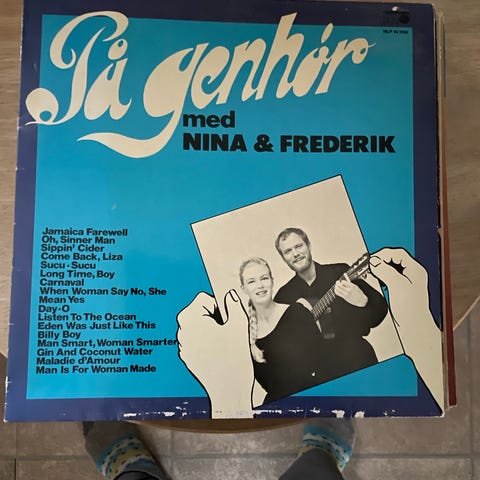 På genhør
med
NINA & FREDERIK
Jamaica Farewell
Oh, Sinner Man
Sippin' Cider
Come Back, Liza
Sucu-Sucu
Long Time, Boy
Carnaval
When Woman Say No, She
Mean Yes
Day-O
Listen To The Ocean
Eden Was Just Like This
Billy Boy
Man Smart, Woman Smarter
Gin And Coconut Water
Maladie d'Amour
Man Is For Woman Made